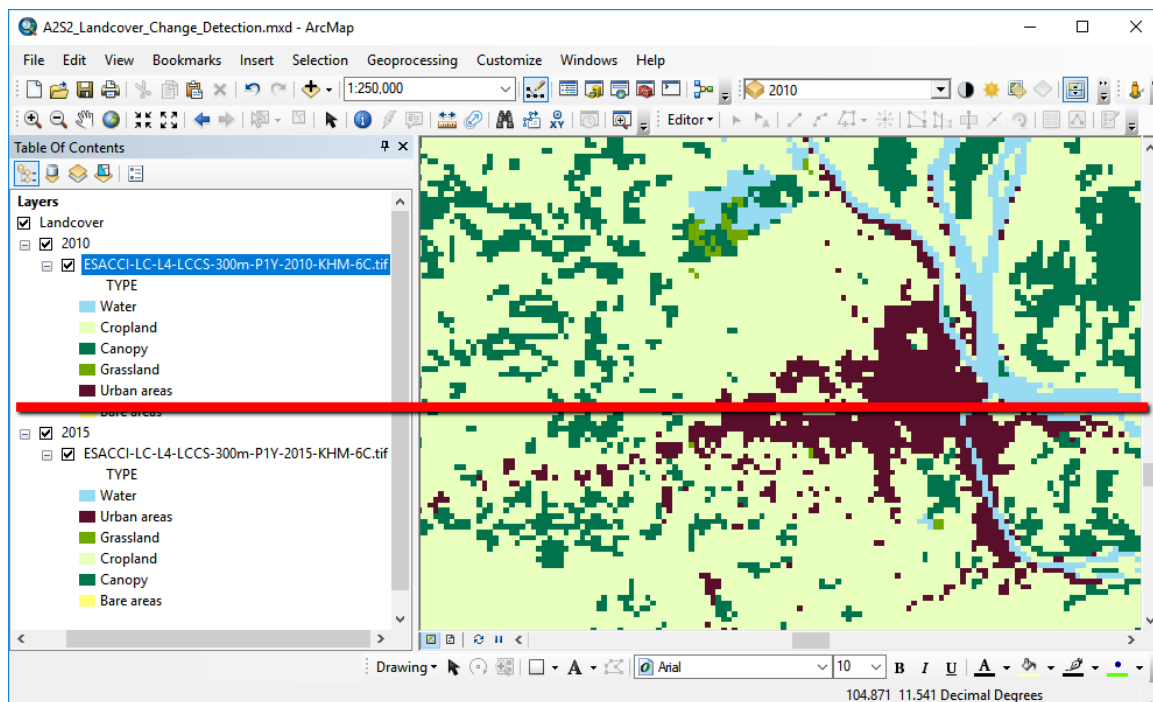 A2S2_Landcover_Change_Detection.mxd - ArcMap
File Edit View Bookmarks Insert Selection Geoprocessing Customize Windows Help
1:250,000 2010
Editor
Table Of Contents
Layers
Landcover
2010
ESACCI-LC-L4-LCCS-300m-P1Y-2010-KHM-6C.tif
TYPE
Water
Cropland
Canopy
Grassland
Urban areas
Bare areas
2015
ESACCI-LC-L4-LCCS-300m-P1Y-2015-KHM-6C.tif
TYPE
Water
Urban areas
Grassland
Cropland
Canopy
Bare areas
Drawing A Arial 10 B I U A
104.871 11.541 Decimal Degrees